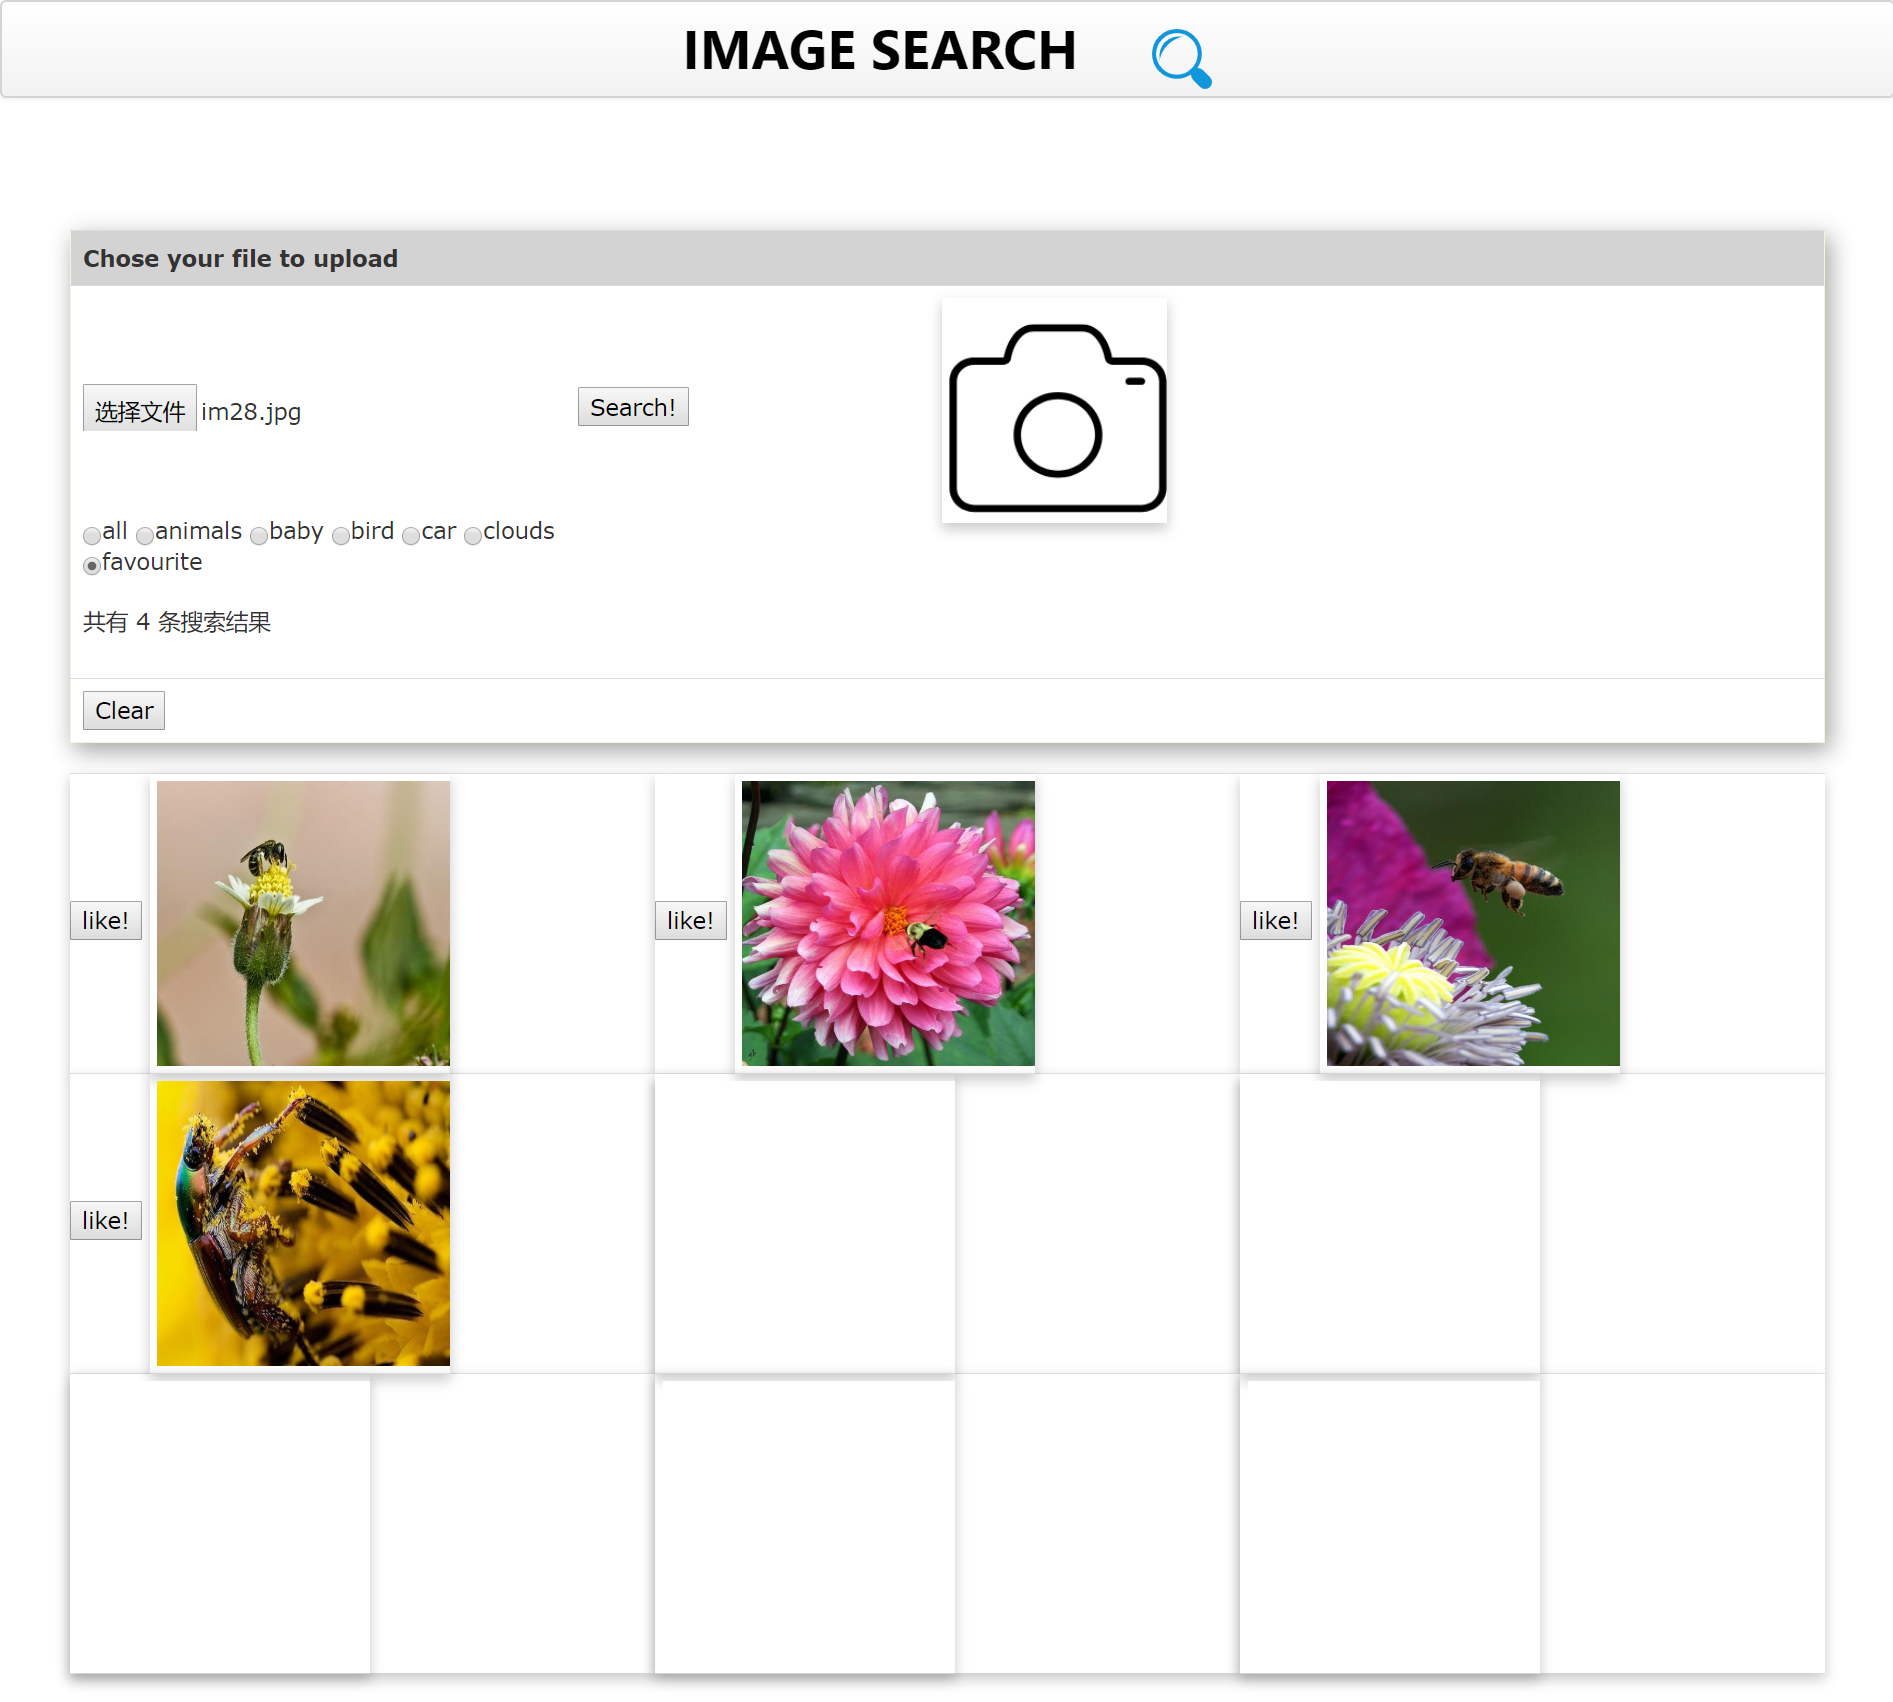 IMAGE SEARCH
Chose your file to upload
选择文件 im28.jpg Search!
all animals baby bird car clouds
favourite
共有 4 条搜索结果
Clear
like! like! like!
like!